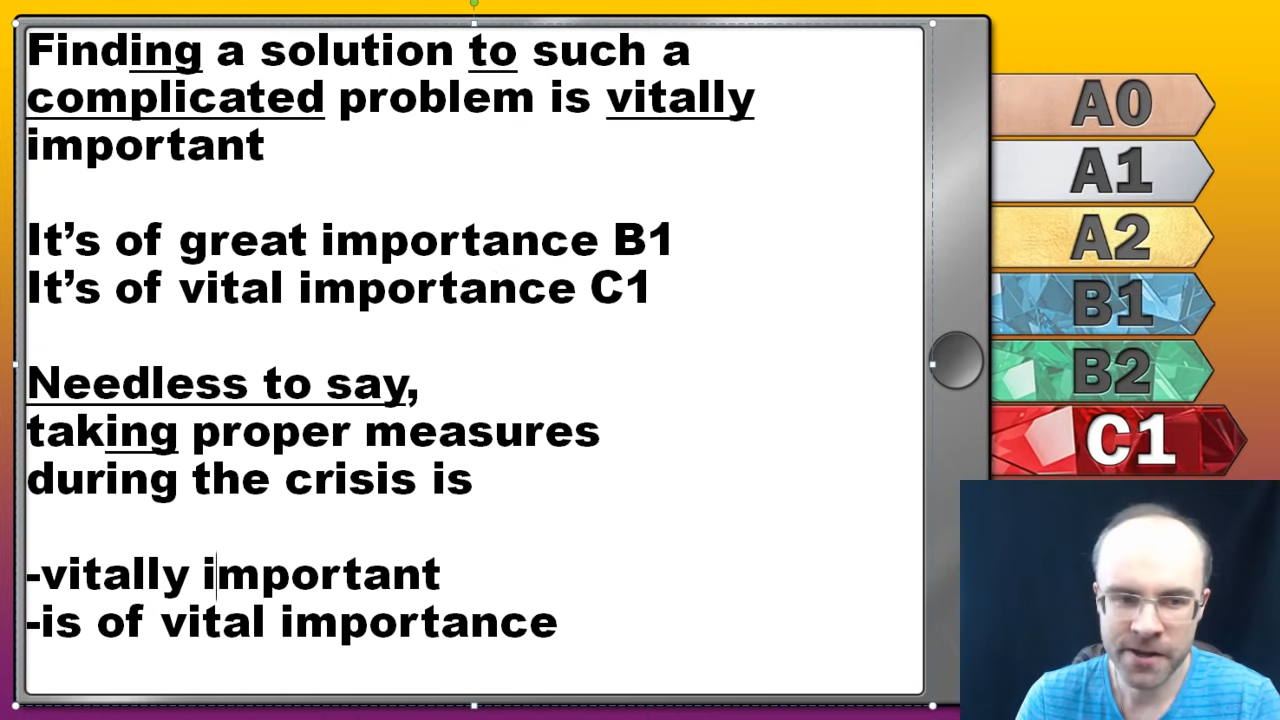 Finding a solution to such a
complicated problem is vitally
important
It’s of great importance B1
It’s of vital importance C1
Needless to say,
taking proper measures
during the crisis is
-vitally important
-is of vital importance
A0
A1
A2
B1
B2
C1